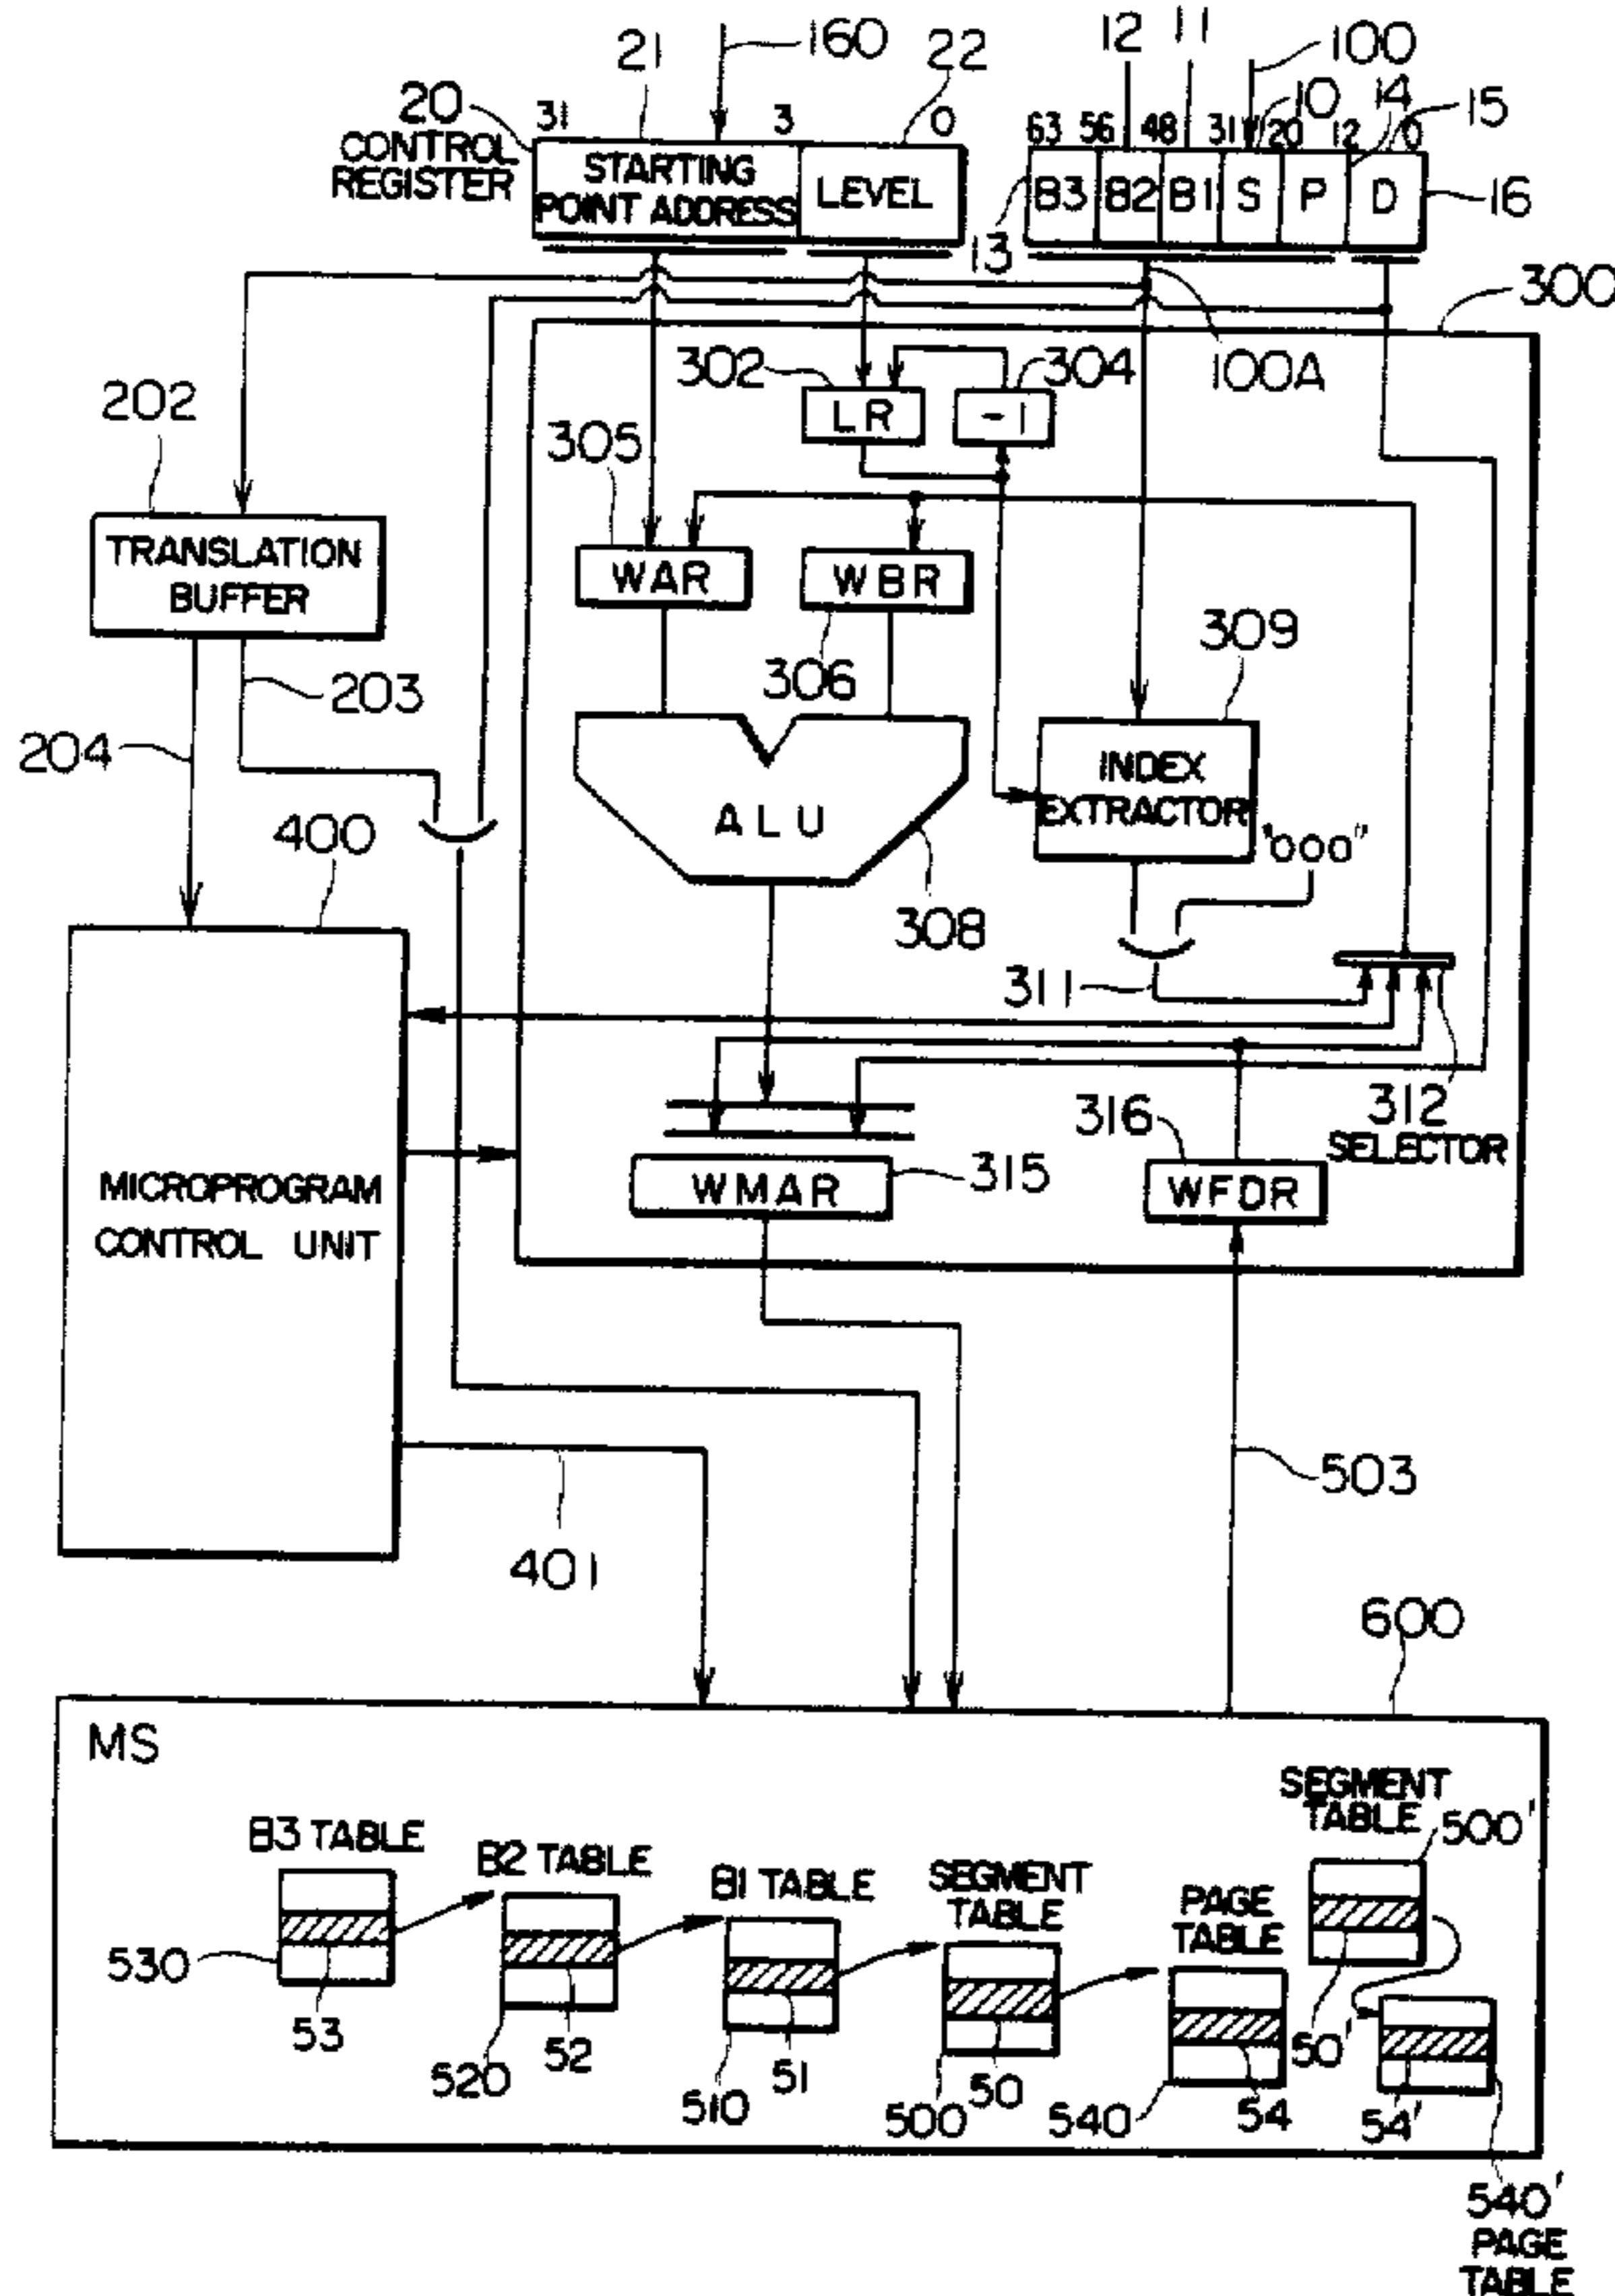 160
12 11
100
21
22
20
CONTROL
REGISTER
31 3 0
63 56 48 31 20 12 0
10
14
15
STARTING
POINT ADDRESS
LEVEL
B3 B2 B1 S P D
16
13
300
302
LR
-1
304
100A
202
305
TRANSLATION
BUFFER
WAR
WBR
306
309
203
204
INDEX
EXTRACTOR
ALU
"000"
400
308
311
312
SELECTOR
316
MICROPROGRAM
CONTROL UNIT
WMAR
315
WFDR
503
401
600
MS
SEGMENT
TABLE
500'
B3 TABLE
B2 TABLE
B1 TABLE
SEGMENT
TABLE
PAGE
TABLE
530
53
520
52
510
51
500
50
540
54
50'
54'
540'
PAGE
TABLE